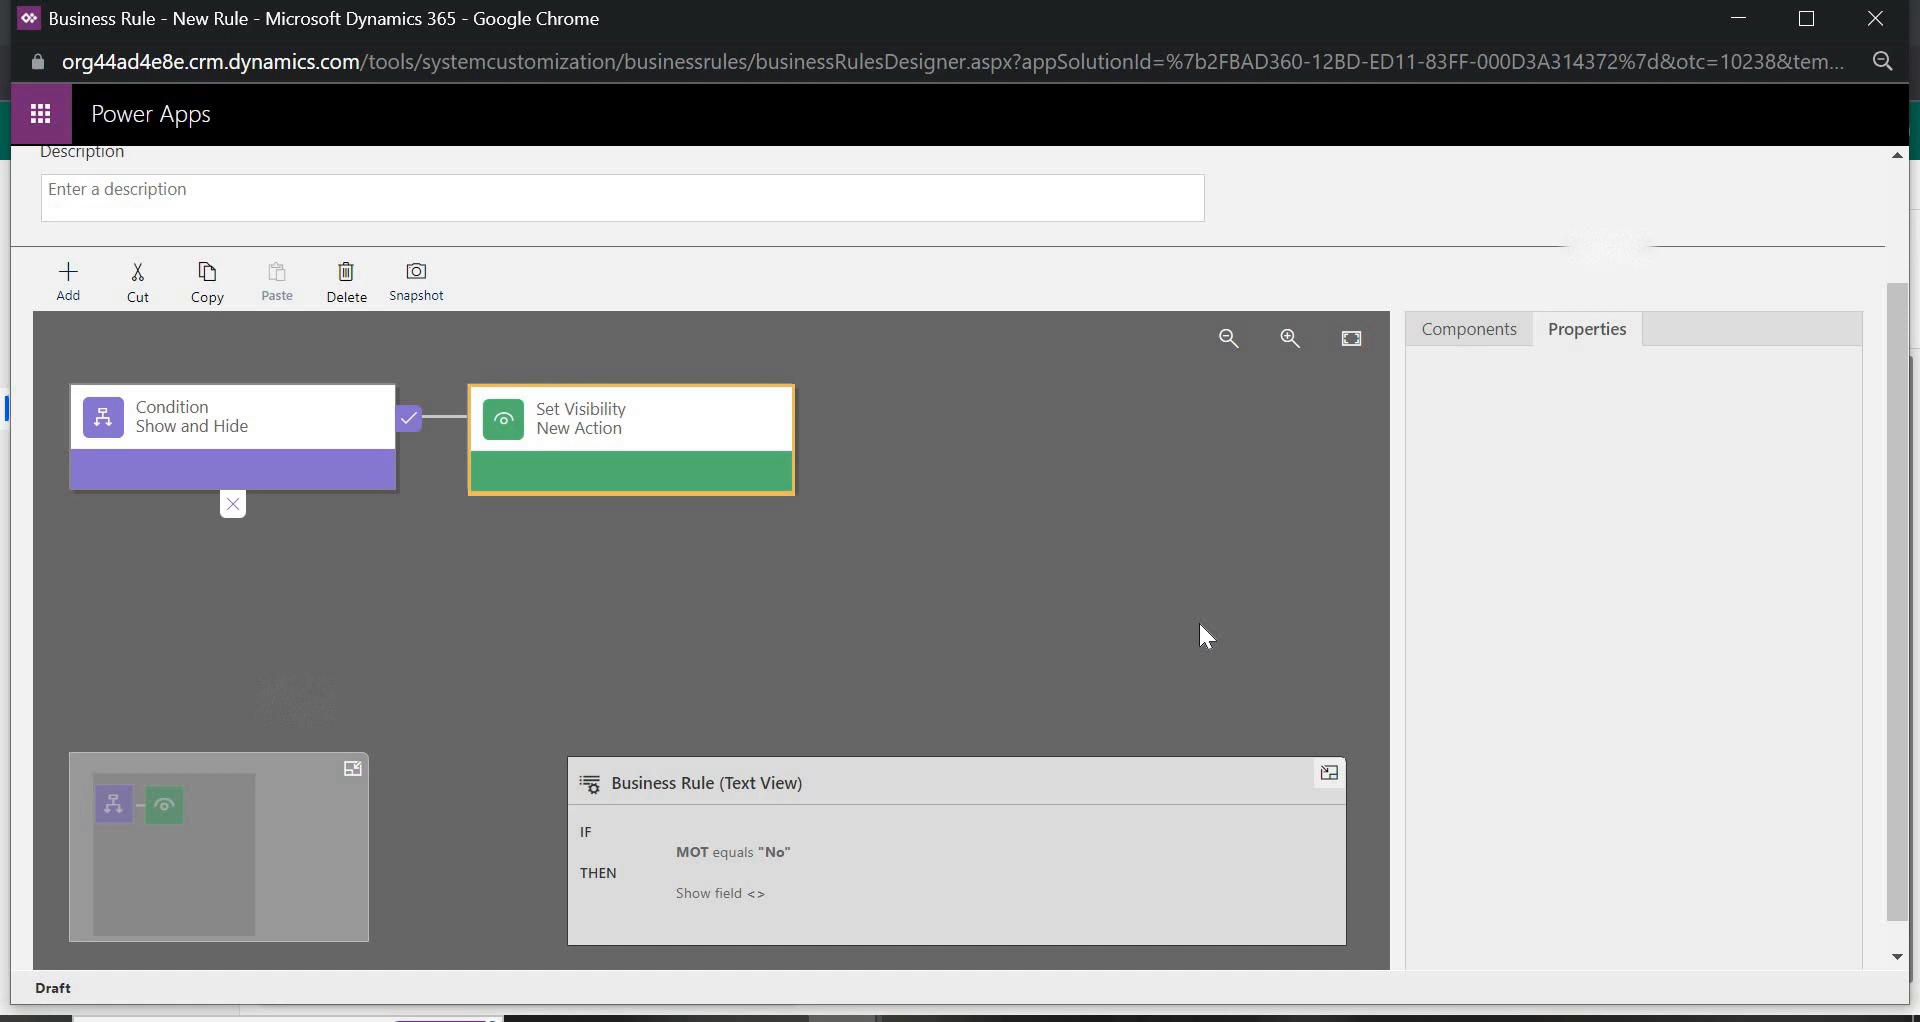 Business Rule - New Rule - Microsoft Dynamics 365 - Google Chrome
org44ad4e8e.crm.dynamics.com/tools/systemcustomization/businessrules/businessRulesDesigner.aspx?appSolutionId=%7b2FBAD360-12BD-ED11-83FF-000D3A314372%7d&otc=10238&tem...
Power Apps
Description
Enter a description
Add
Cut
Copy
Paste
Delete
Snapshot
Components
Properties
Condition
Show and Hide
Set Visibility
New Action
Business Rule (Text View)
IF
MOT equals "No"
THEN
Show field <>
Draft